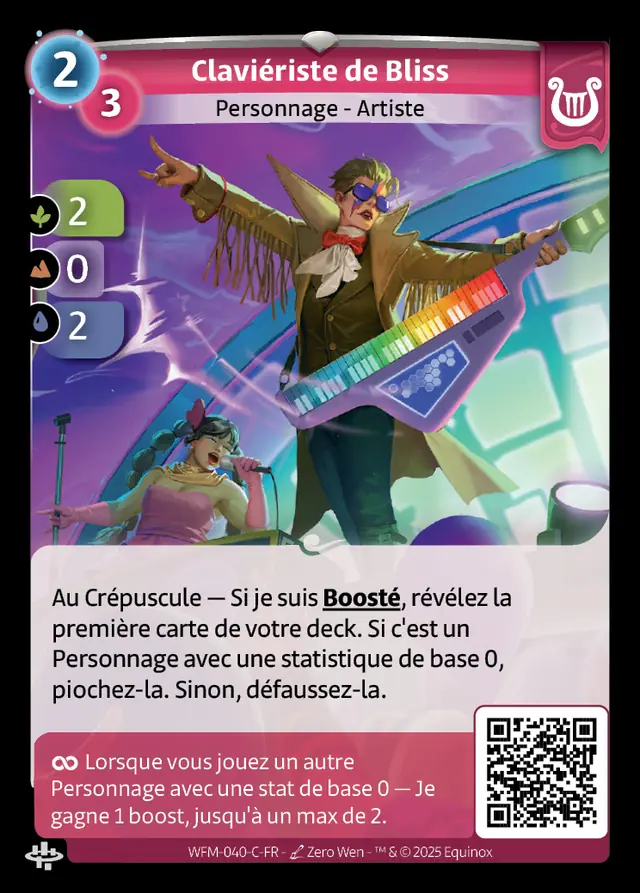 2
Claviériste de Bliss
3
Personnage - Artiste
2
0
2
Au Crépuscule — Si je suis Boosté, révélez la
première carte de votre deck. Si c'est un
Personnage avec une statistique de base 0,
piochez-la. Sinon, défaussez-la.
∞ Lorsque vous jouez un autre
Personnage avec une stat de base 0 — Je
gagne 1 boost, jusqu'à un max de 2.
WFM-040-C-FR - Zero Wen - ™ & © 2025 Equinox